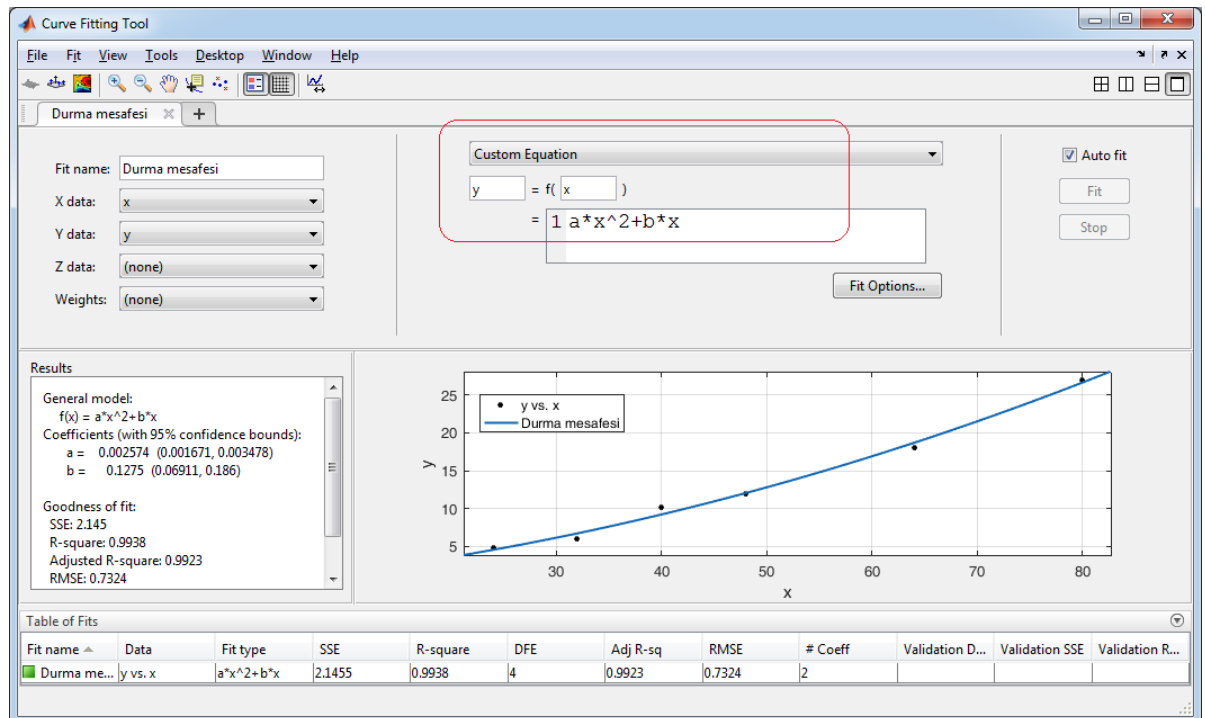 Curve Fitting Tool
File Fit View Tools Desktop Window Help
Durma mesafesi
Fit name: Durma mesafesi
X data: x
Y data: y
Z data: (none)
Weights: (none)
Custom Equation
y = f( x )
= 1 a*x^2+b*x
Fit Options...
Auto fit
Fit
Stop
Results
General model:
f(x) = a*x^2+b*x
Coefficients (with 95% confidence bounds):
a = 0.002574 (0.001671, 0.003478)
b = 0.1275 (0.06911, 0.186)
Goodness of fit:
SSE: 2.145
R-square: 0.9938
Adjusted R-square: 0.9923
RMSE: 0.7324
y vs. x
Durma mesafesi
25
20
15
10
5
y
30 40 50 60 70 80
x
Table of Fits
Fit name Data Fit type SSE R-square DFE Adj R-sq RMSE # Coeff Validation D... Validation SSE Validation R...
Durma me... y vs. x a*x^2+b*x 2.1455 0.9938 4 0.9923 0.7324 2